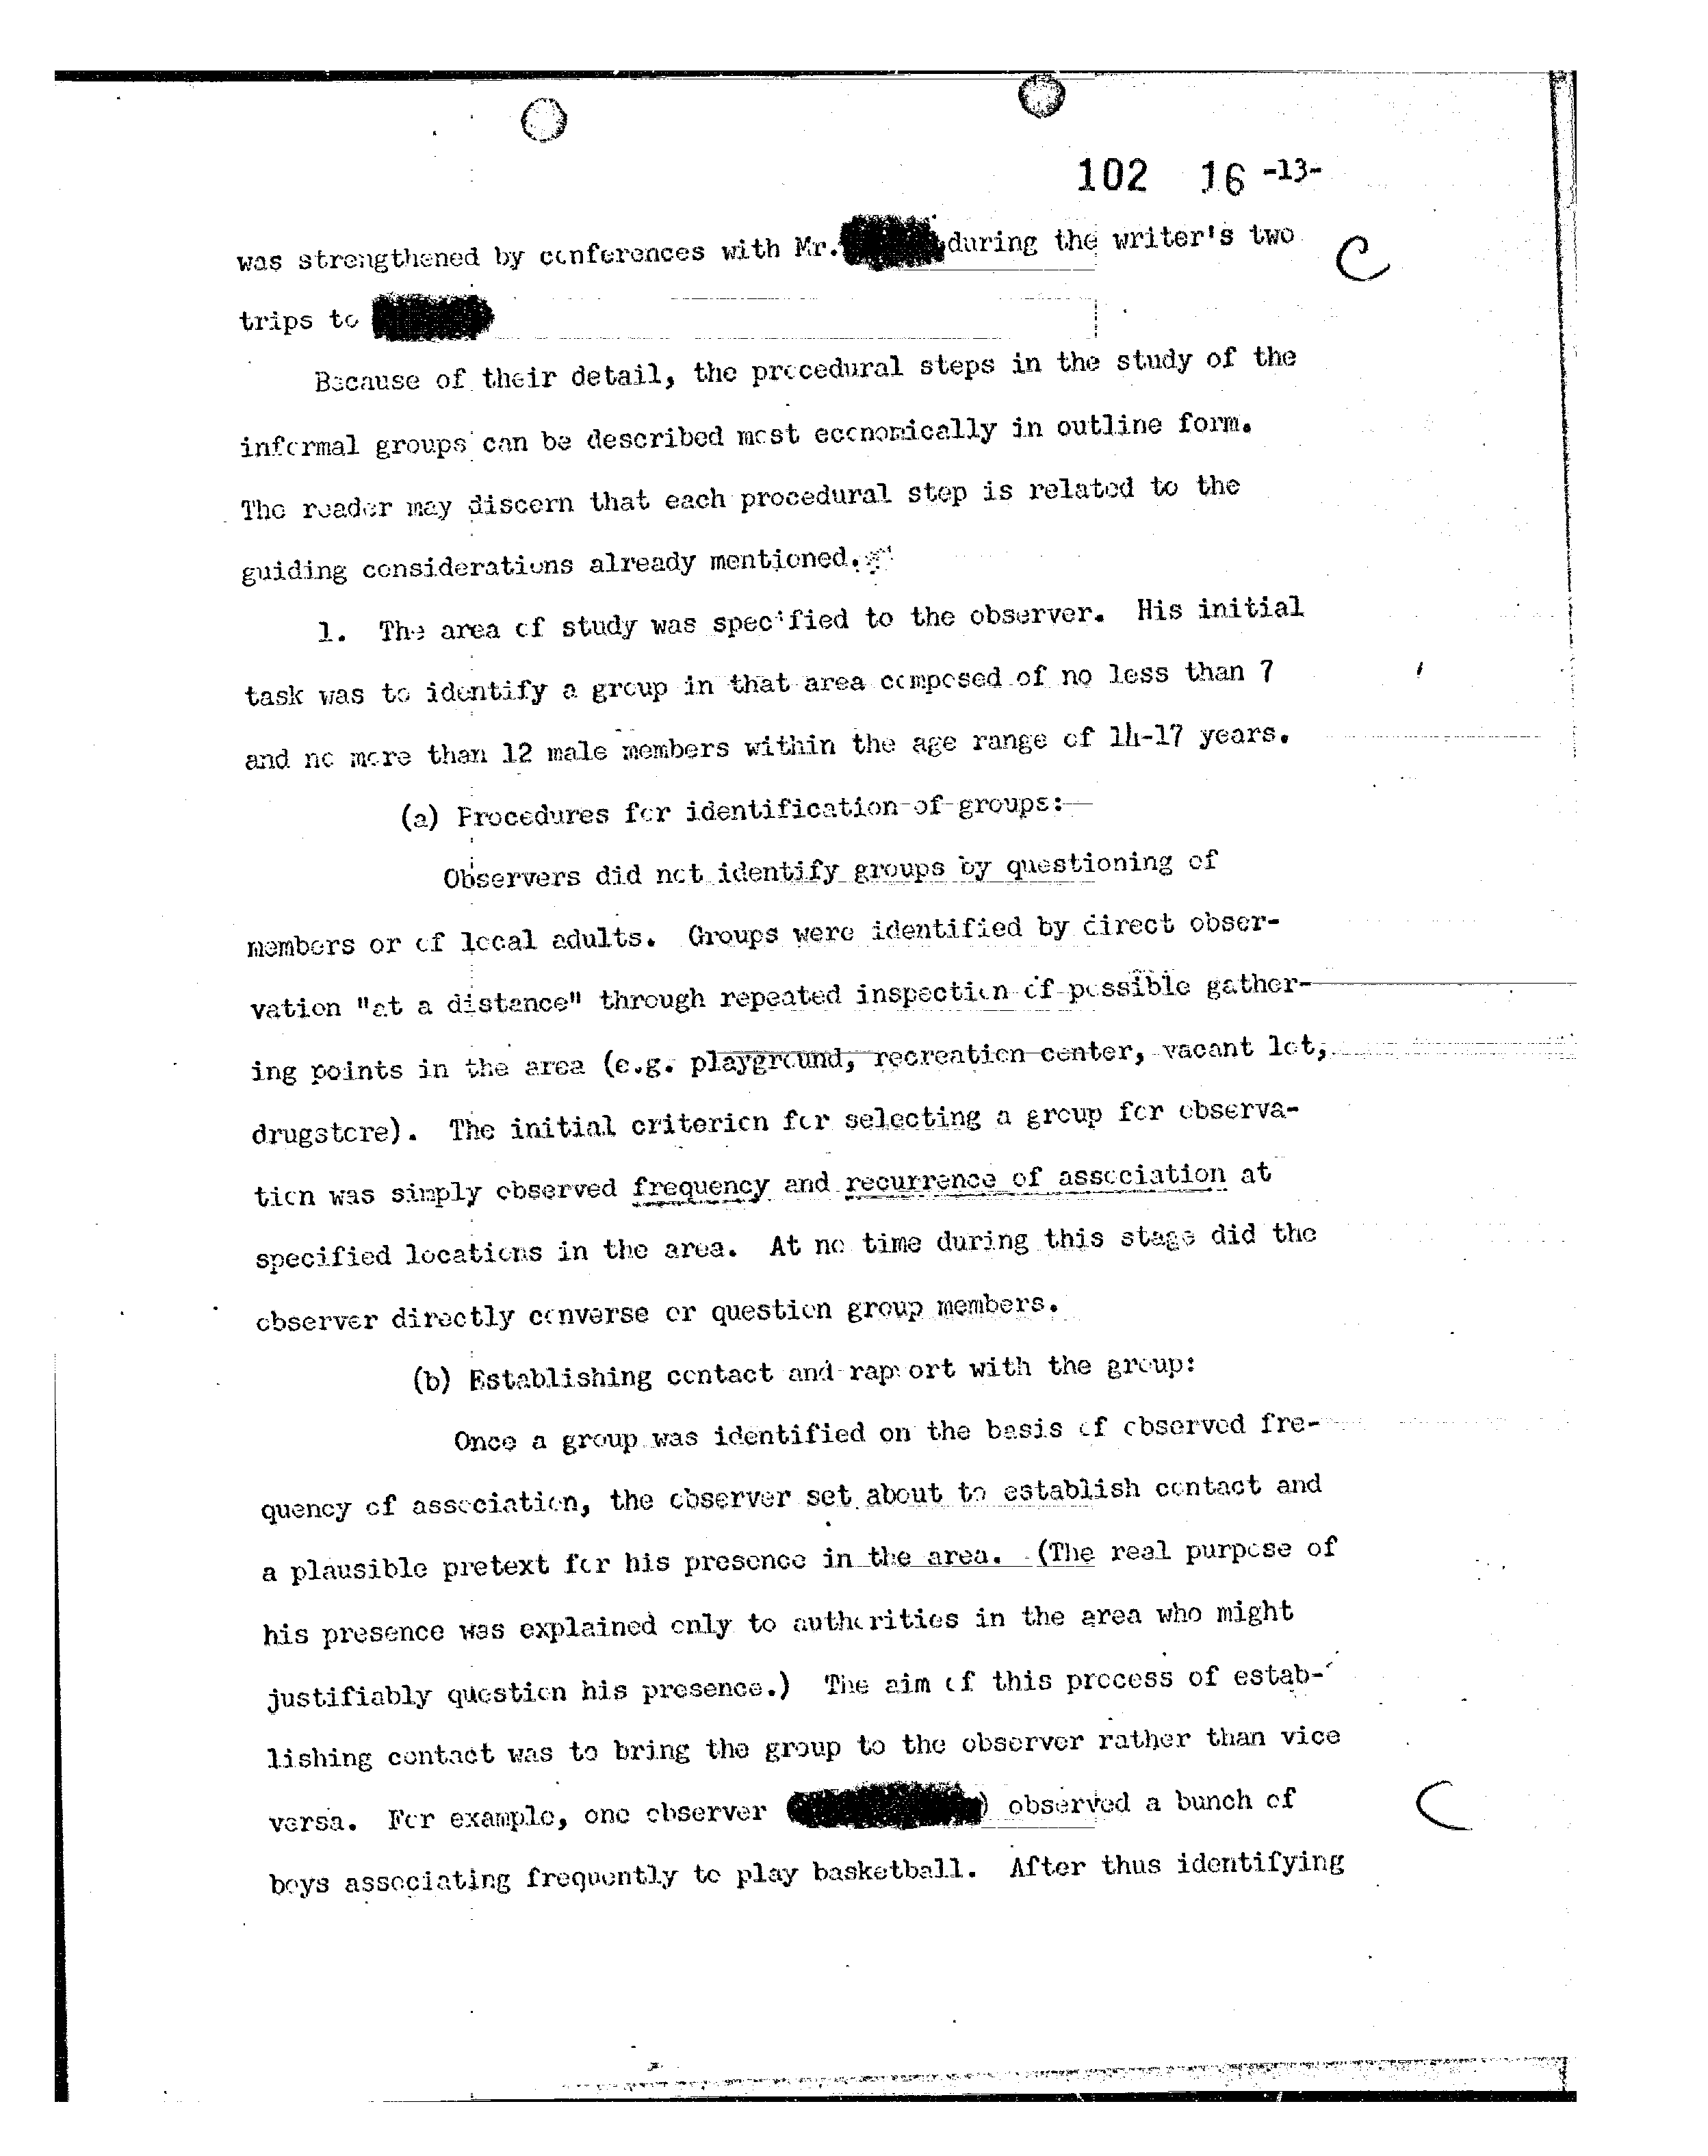 102 16 -13-
was strengthened by conferences with Mr. during the writer's two
C
trips to
Because of their detail, the procedural steps in the study of the
informal groups can be described most economically in outline form.
The reader may discern that each procedural step is related to the
guiding considerations already mentioned.
1. The area of study was specified to the observer. His initial
task was to identify a group in that area composed of no less than 7
and no more than 12 male members within the age range of 14-17 years.
(a) Procedures for identification of groups:
Observers did not identify groups by questioning of
members or of local adults. Groups were identified by direct obser-
vation "at a distance" through repeated inspection of possible gather-
ing points in the area (e.g. playground, recreation center, vacant lot,
drugstore). The initial criterion for selecting a group for observa-
tion was simply observed frequency and recurrence of association at
specified locations in the area. At no time during this stage did the
observer directly converse or question group members.
(b) Establishing contact and rapport with the group:
Once a group was identified on the basis of observed fre-
quency of association, the observer set about to establish contact and
a plausible pretext for his presence in the area. (The real purpose of
his presence was explained only to authorities in the area who might
justifiably question his presence.) The aim of this process of estab-
lishing contact was to bring the group to the observer rather than vice
versa. For example, one observer ) observed a bunch of
C
boys associating frequently to play basketball. After thus identifying